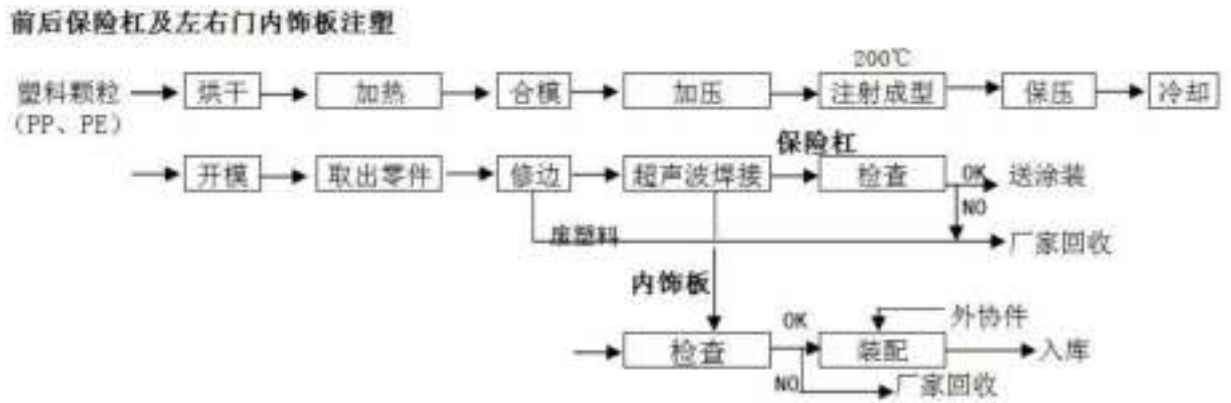 前后保险杠及左右门内饰板注塑
200℃
塑料颗粒 烘干 加热 合模 加压 注射成型 保压 冷却
(PP、PE)
保险杠
开模 取出零件 修边 超声波焊接 检查 OK 送涂装
NO
废塑料 厂家回收
内饰板
OK 外协件
检查 装配 入库
NO 厂家回收